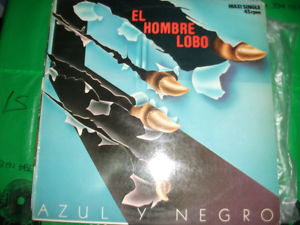 EL
HOMBRE
LOBO
MAXI SINGLE
45 rpm
AZUL Y NEGRO